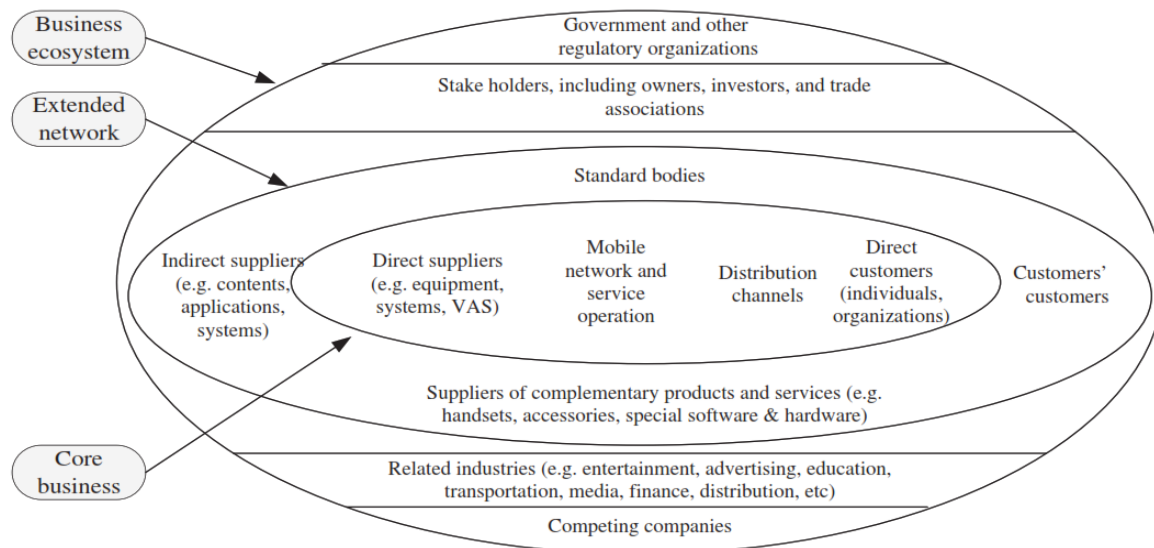 Business
ecosystem
Government and other
regulatory organizations
Stake holders, including owners, investors, and trade
associations
Extended
network
Standard bodies
Indirect suppliers
(e.g. contents,
applications,
systems)
Direct suppliers
(e.g. equipment,
systems, VAS)
Mobile
network and
service
operation
Distribution
channels
Direct
customers
(individuals,
organizations)
Customers’
customers
Suppliers of complementary products and services (e.g.
handsets, accessories, special software & hardware)
Core
business
Related industries (e.g. entertainment, advertising, education,
transportation, media, finance, distribution, etc)
Competing companies